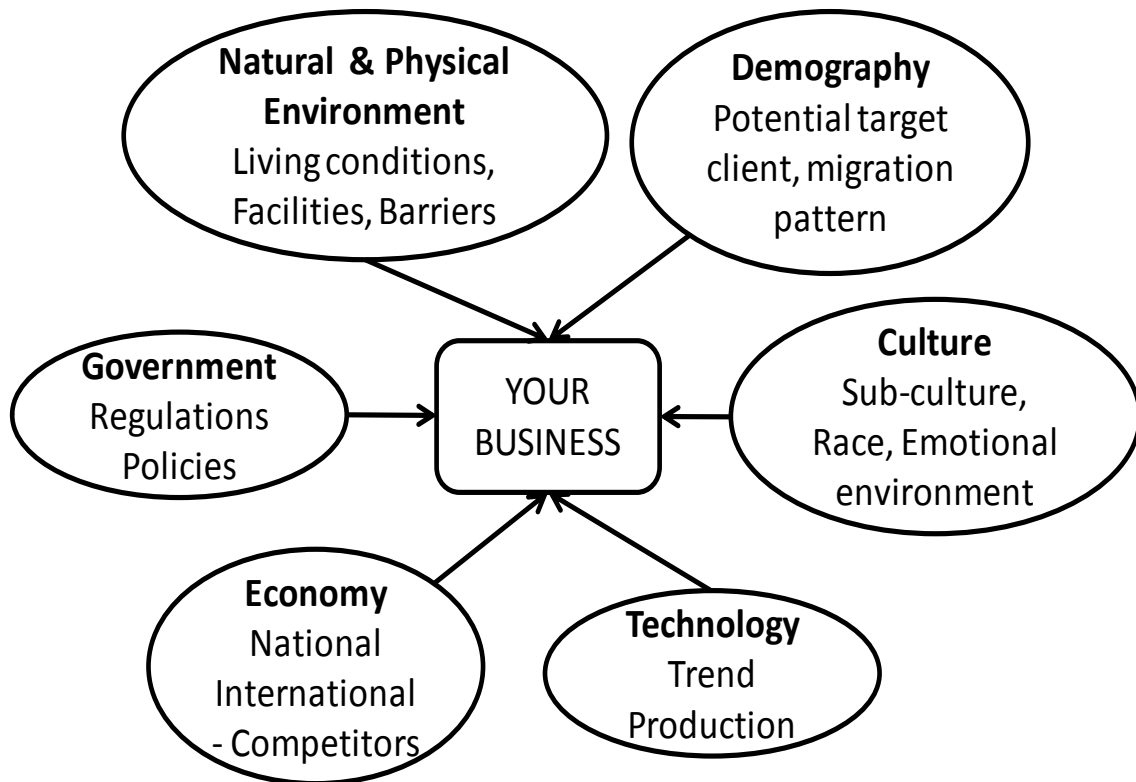 Natural & Physical
Environment
Living conditions,
Facilities, Barriers
Demography
Potential target
client, migration
pattern
Government
Regulations
Policies
YOUR
BUSINESS
Culture
Sub-culture,
Race, Emotional
environment
Economy
National
International
- Competitors
Technology
Trend
Production